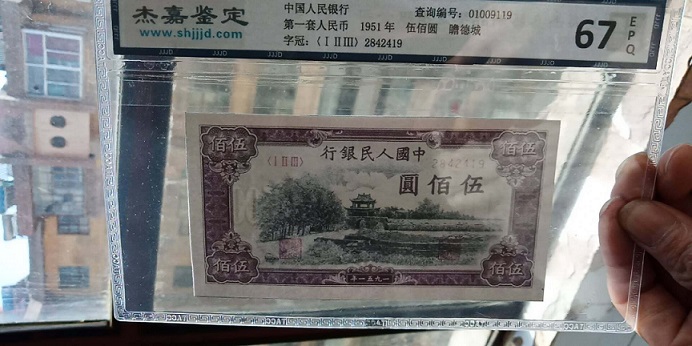 杰嘉鉴定
www.shjjjd.com
中国人民银行 查询编号：01009119
第一套人民币 1951年 伍佰圆 瞻德城
字冠：〈I II III〉 2842419
67 EPQ
伍佰 行銀民人國中 伍佰
〈I II III〉 2842419
圓佰伍
伍佰 年一五九一 伍佰